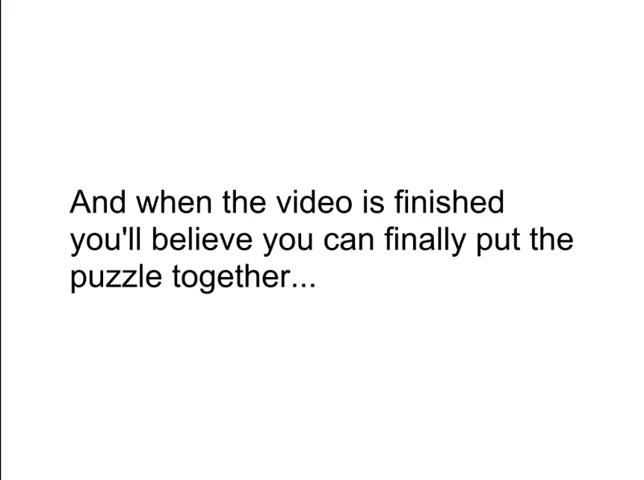 And when the video is finished
you'll believe you can finally put the
puzzle together...